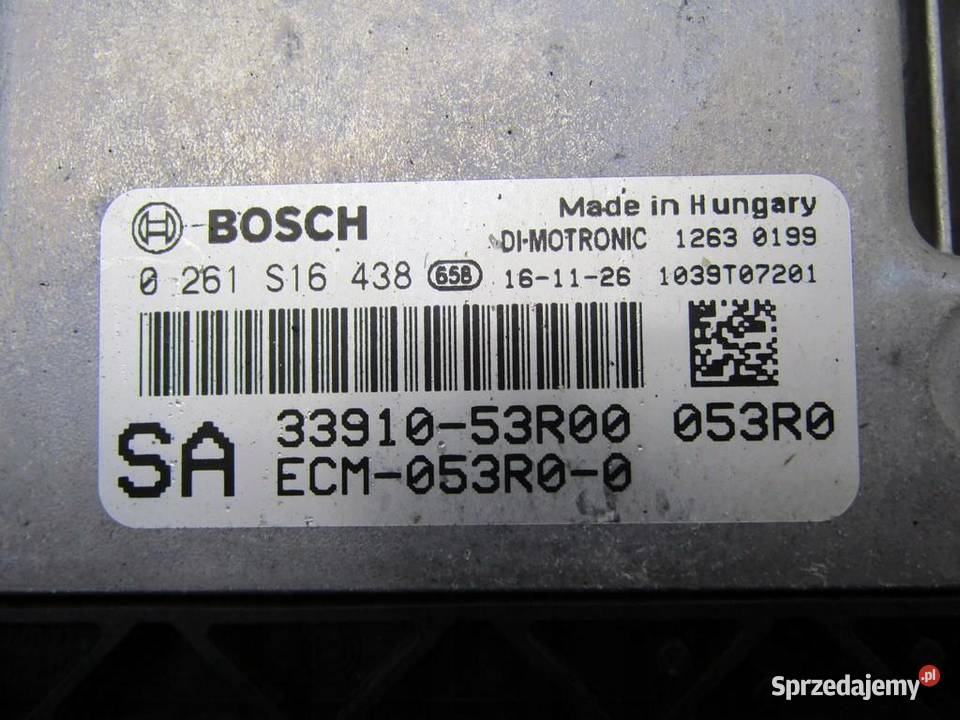 BOSCH Made in Hungary
DI-MOTRONIC 1263 0199
0 261 S16 438 65B 16-11-26 1039T07201
SA 33910-53R00 053R0
ECM-053R0-0
Sprzedajemy.pl